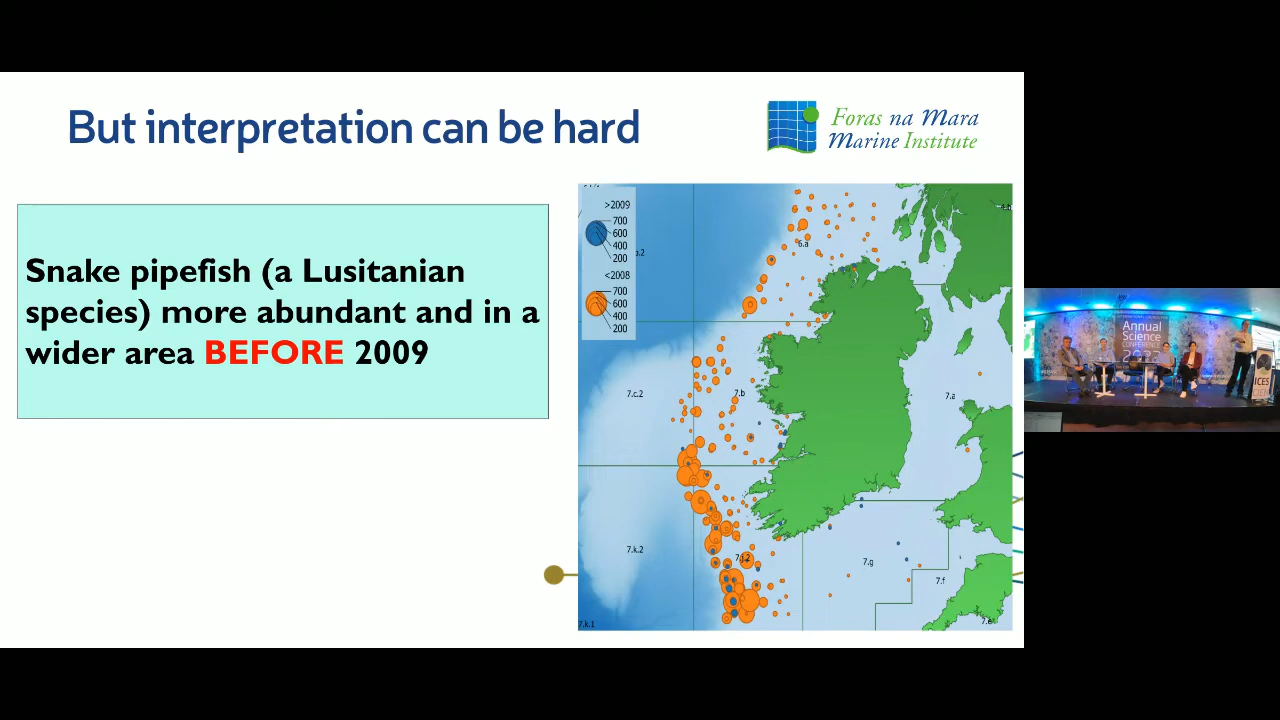 But interpretation can be hard
Foras na Mara
Marine Institute
Snake pipefish (a Lusitanian
species) more abundant and in a
wider area BEFORE 2009
>2009
700
600
400
200
<2008
700
600
400
200
6.a
7.c.2
7.b
7.a
7.k.2
7.j.2
7.g
7.f
7.k.1
7.e
Annual
Science
CONFERENCE
ICES